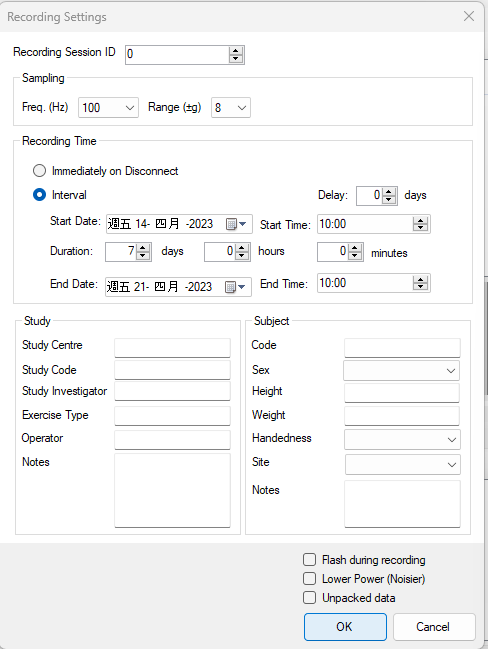 Recording Settings
Recording Session ID 0
Sampling
Freq. (Hz) 100 Range (±g) 8
Recording Time
Immediately on Disconnect
Interval Delay: 0 days
Start Date: 週五 14- 四月 -2023 Start Time: 10:00
Duration: 7 days 0 hours 0 minutes
End Date: 週五 21- 四月 -2023 End Time: 10:00
Study
Study Centre
Study Code
Study Investigator
Exercise Type
Operator
Notes
Subject
Code
Sex
Height
Weight
Handedness
Site
Notes
Flash during recording
Lower Power (Noisier)
Unpacked data
OK Cancel